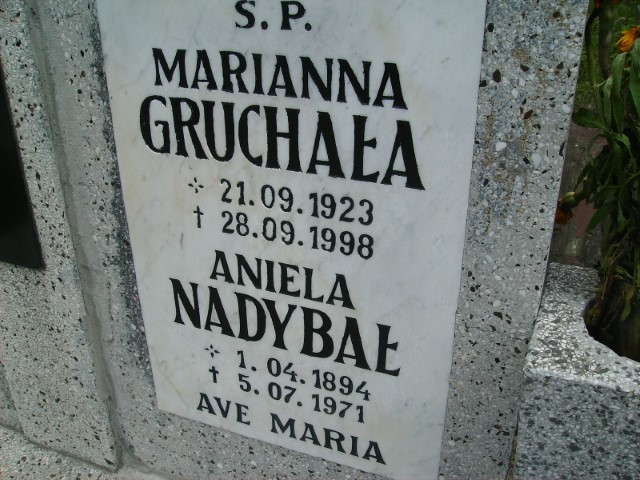 S.P.
MARIANNA
GRUCHAŁA
✢ 21.09.1923
† 28.09.1998
ANIELA
NADYBAŁ
✢ 1.04.1894
† 5.07.1971
AVE MARIA